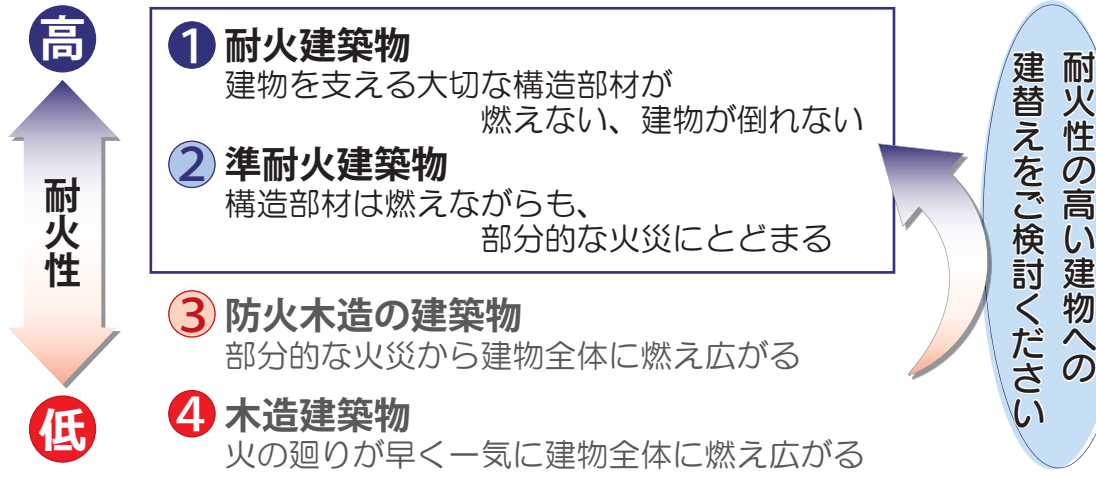 高
耐火性
低
❶ 耐火建築物
建物を支える大切な構造部材が
燃えない、建物が倒れない
② 準耐火建築物
構造部材は燃えながらも、
部分的な火災にとどまる
③ 防火木造の建築物
部分的な火災から建物全体に燃え広がる
❹ 木造建築物
火の廻りが早く一気に建物全体に燃え広がる
耐火性の高い建物への
建替えをご検討ください